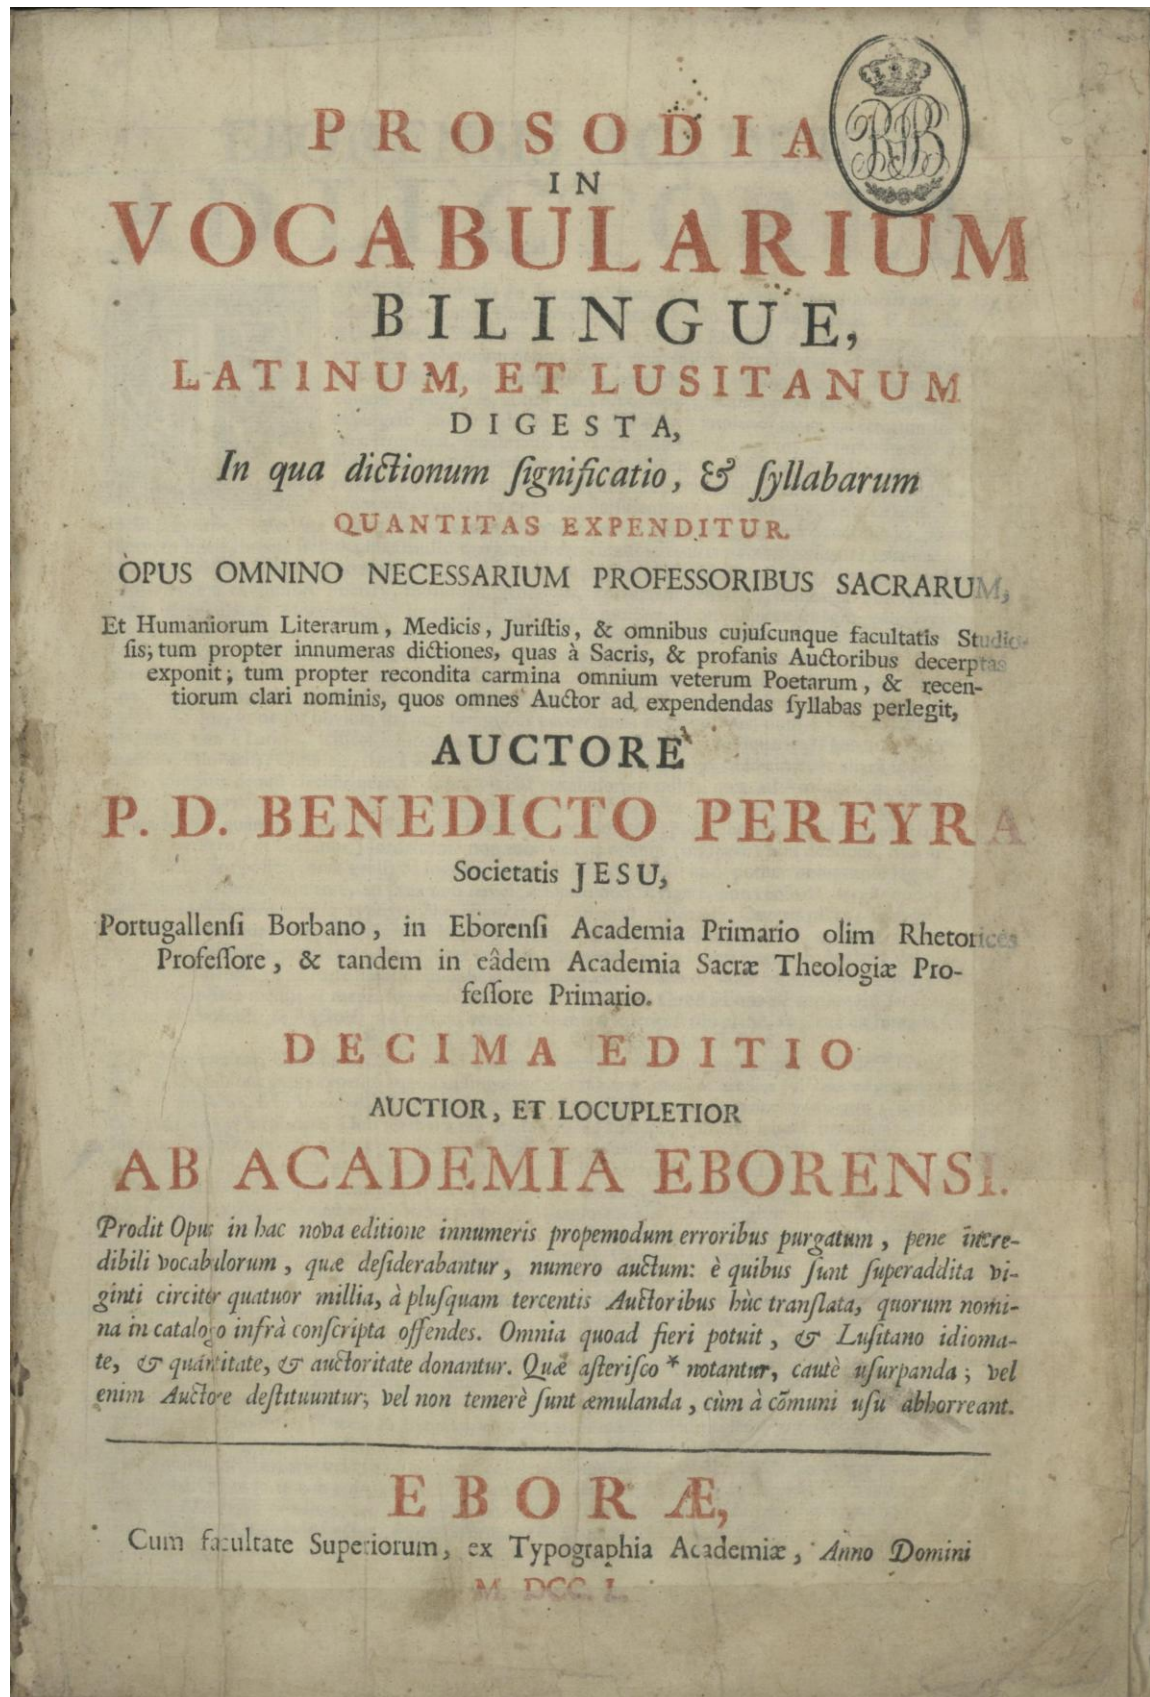 PROSODIA
IN
VOCABULARIUM
BILINGUE,
LATINUM, ET LUSITANUM
DIGESTA,
In qua dictionum ſignificatio, & ſyllabarum
QUANTITAS EXPENDITUR.
OPUS OMNINO NECESSARIUM PROFESSORIBUS SACRARUM,
Et Humaniorum Literarum, Medicis, Juriſtis, & omnibus cujuſcunque facultatis Studio-
ſis; tum propter innumeras dictiones, quas à Sacris, & profanis Auctoribus decerptas
exponit; tum propter recondita carmina omnium veterum Poetarum, & recen-
tiorum clari nominis, quos omnes Auctor ad expendendas ſyllabas perlegit,
AUCTORE
P. D. BENEDICTO PEREYRA
Societatis JESU,
Portugallenſi Borbano, in Eborenſi Academia Primario olim Rhetorices
Profeſſore, & tandem in eâdem Academia Sacræ Theologiæ Pro-
feſſore Primario.
DECIMA EDITIO
AUCTIOR, ET LOCUPLETIOR
AB ACADEMIA EBORENSI.
Prodit Opus in hac nova editione innumeris propemodum erroribus purgatum, pene incre-
dibili vocabulorum, quæ deſiderabantur, numero auctum: è quibus ſunt ſuperaddita vi-
ginti circiter quatuor millia, à pluſquam tercentis Auctoribus hùc tranſlata, quorum nomi-
na in catalogo infrà conſcripta offendes. Omnia quoad fieri potuit, & Luſitano idioma-
te, & quantitate, & auctoritate donantur. Quæ aſteriſco * notantur, cautè uſurpanda; vel
enim Auctore deſtituuntur; vel non temerè ſunt æmulanda, cùm à cõmuni uſu abhorreant.
EBORÆ,
Cum facultate Superiorum, ex Typographia Academiæ, Anno Domini
M. DCC. L.